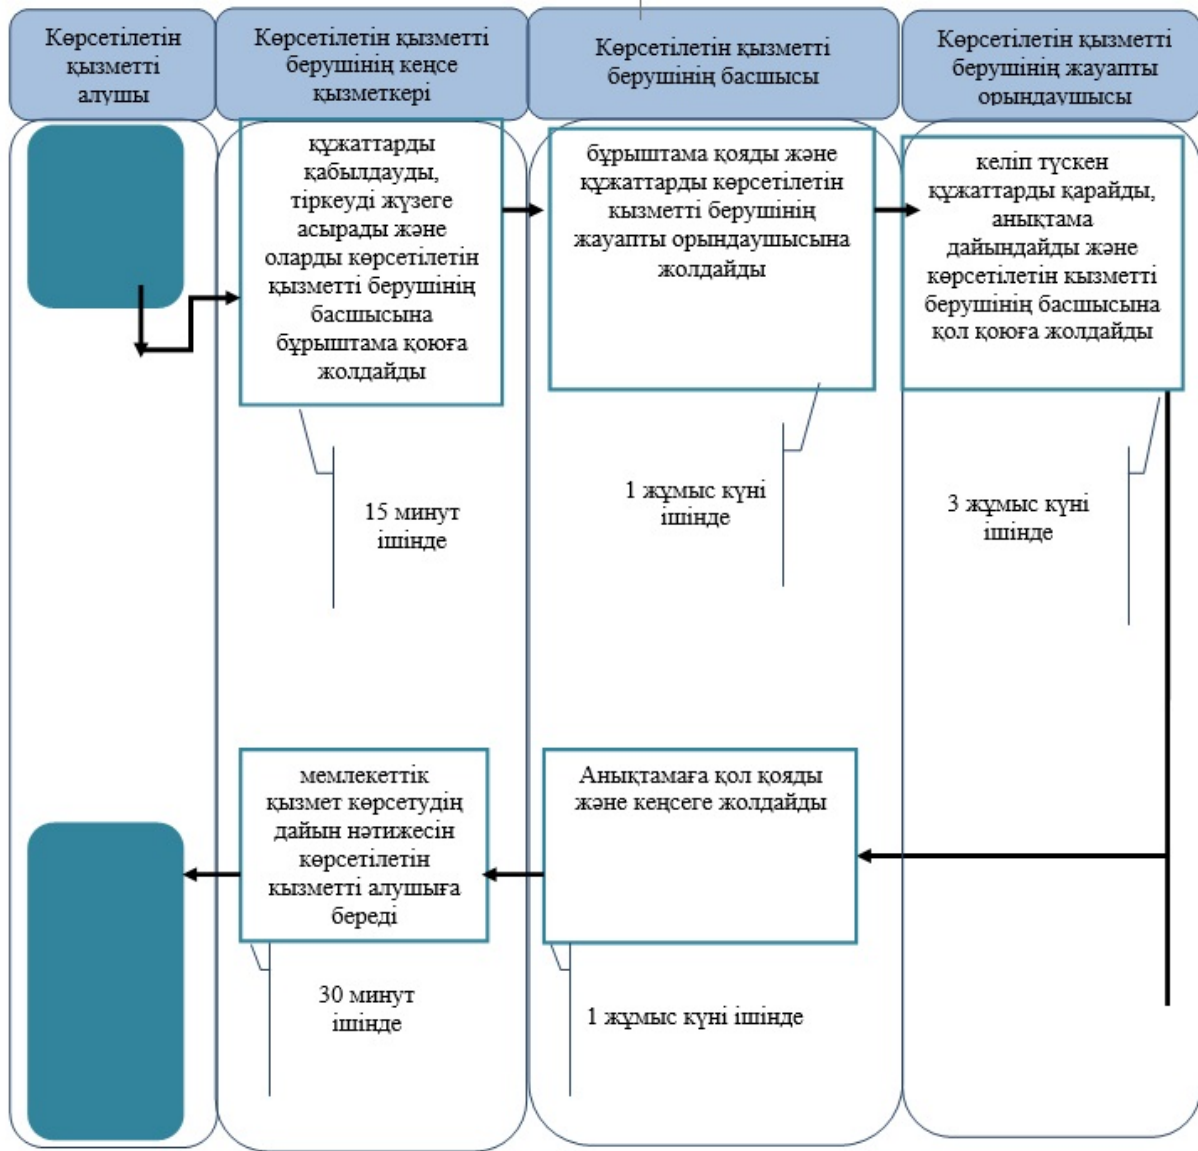 Көрсетілетін
қызметті
алушы
Көрсетілетін қызметті
берушінің кеңсе
қызметкері
Көрсетілетін қызметті
берушінің басшысы
Көрсетілетін қызметті
берушінің жауапты
орындаушысы
құжаттарды
қабылдауды,
тіркеуді жүзеге
асырады және
оларды көрсетілетін
қызметті берушінің
басшысына
бұрыштама қоюға
жолдайды
бұрыштама қояды және
құжаттарды көрсетілетін
кызметті берушінің
жауапты орындаушысына
жолдайды
келіп түскен
құжаттарды қарайды,
анықтама
дайындайды және
көрсетілетін кызметті
берушінің басшысына
қол қоюға жолдайды
15 минут
ішінде
1 жұмыс күні
ішінде
3 жұмыс күні
ішінде
мемлекеттік
қызмет көрсетудің
дайын нәтижесін
көрсетілетін
кызметті алушыға
береді
Анықтамаға қол қояды
және кеңсеге жолдайды
30 минут
ішінде
1 жұмыс күні ішінде